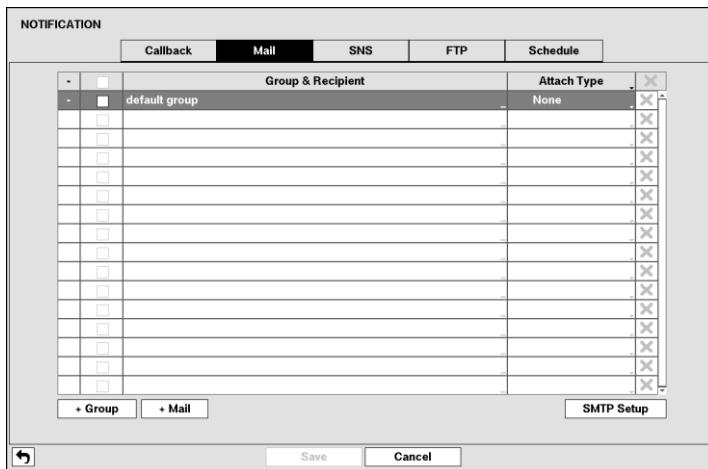 NOTIFICATION
Callback Mail SNS FTP Schedule
- Group & Recipient Attach Type
- default group None
+ Group + Mail SMTP Setup
Save Cancel